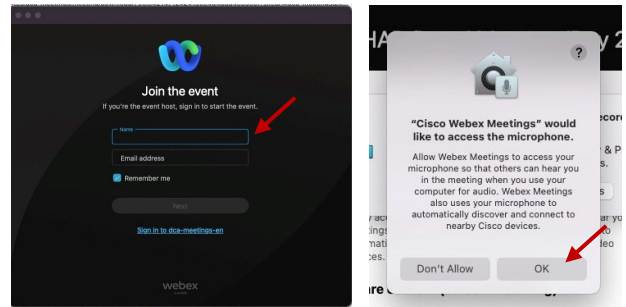 Join the event
If you're the event host, sign in to start the event.
Name
Email address
Remember me
Next
Sign in to dca-meetings-en
webex
?
"Cisco Webex Meetings" would
like to access the microphone.
Allow Webex Meetings to access your
microphone so that others can hear you
in the meeting when you use your
computer for audio. Webex Meetings
also uses your microphone to
automatically discover and connect to
nearby Cisco devices.
Don't Allow
OK